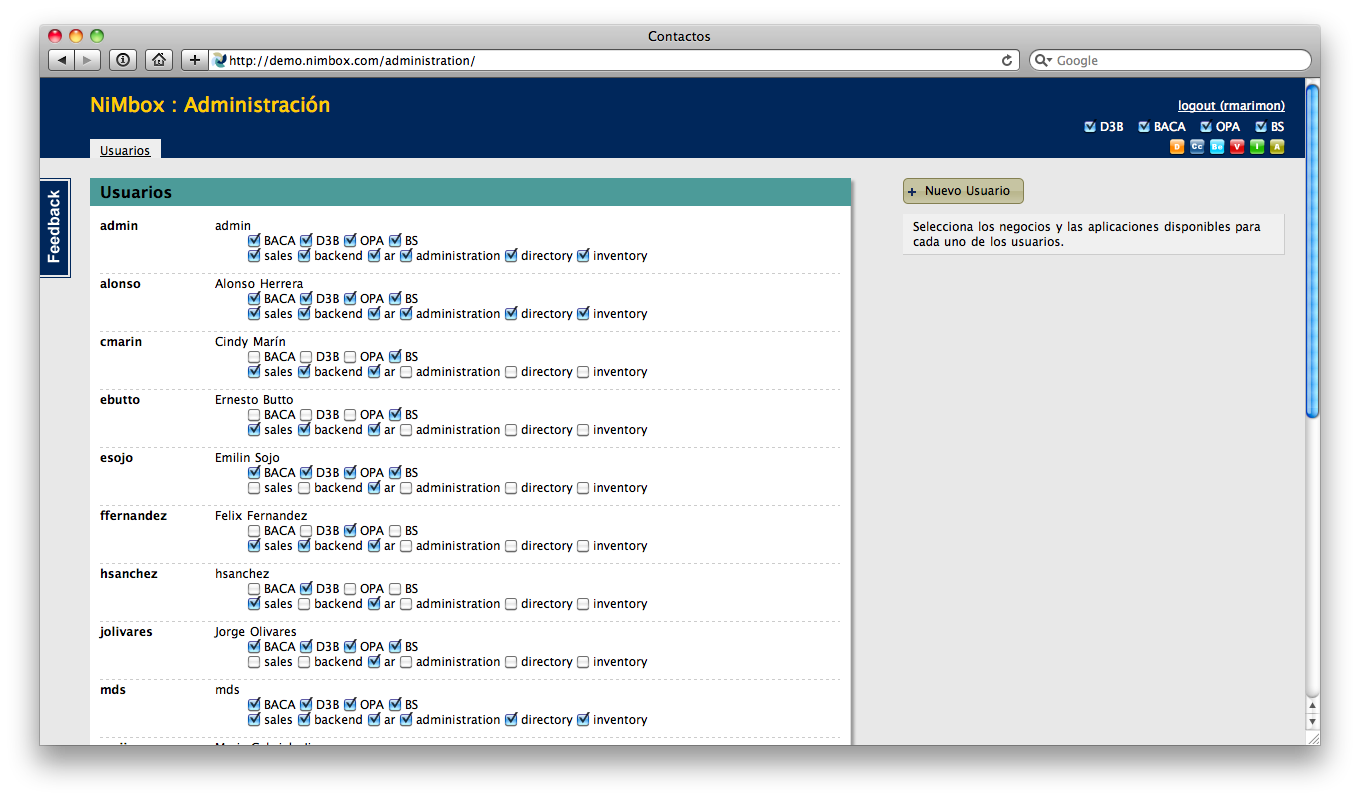 Contactos
http://demo.nimbox.com/administration/
Google
NiMbox : Administración
logout (rmarimon)
D3B BACA OPA BS
D Cc Be V I A
Usuarios
Feedback
Usuarios
admin admin
BACA D3B OPA BS
sales backend ar administration directory inventory
alonso Alonso Herrera
BACA D3B OPA BS
sales backend ar administration directory inventory
cmarin Cindy Marín
BACA D3B OPA BS
sales backend ar administration directory inventory
ebutto Ernesto Butto
BACA D3B OPA BS
sales backend ar administration directory inventory
esojo Emilin Sojo
BACA D3B OPA BS
sales backend ar administration directory inventory
ffernandez Felix Fernandez
BACA D3B OPA BS
sales backend ar administration directory inventory
hsanchez hsanchez
BACA D3B OPA BS
sales backend ar administration directory inventory
jolivares Jorge Olivares
BACA D3B OPA BS
sales backend ar administration directory inventory
mds mds
BACA D3B OPA BS
sales backend ar administration directory inventory
+ Nuevo Usuario
Selecciona los negocios y las aplicaciones disponibles para
cada uno de los usuarios.